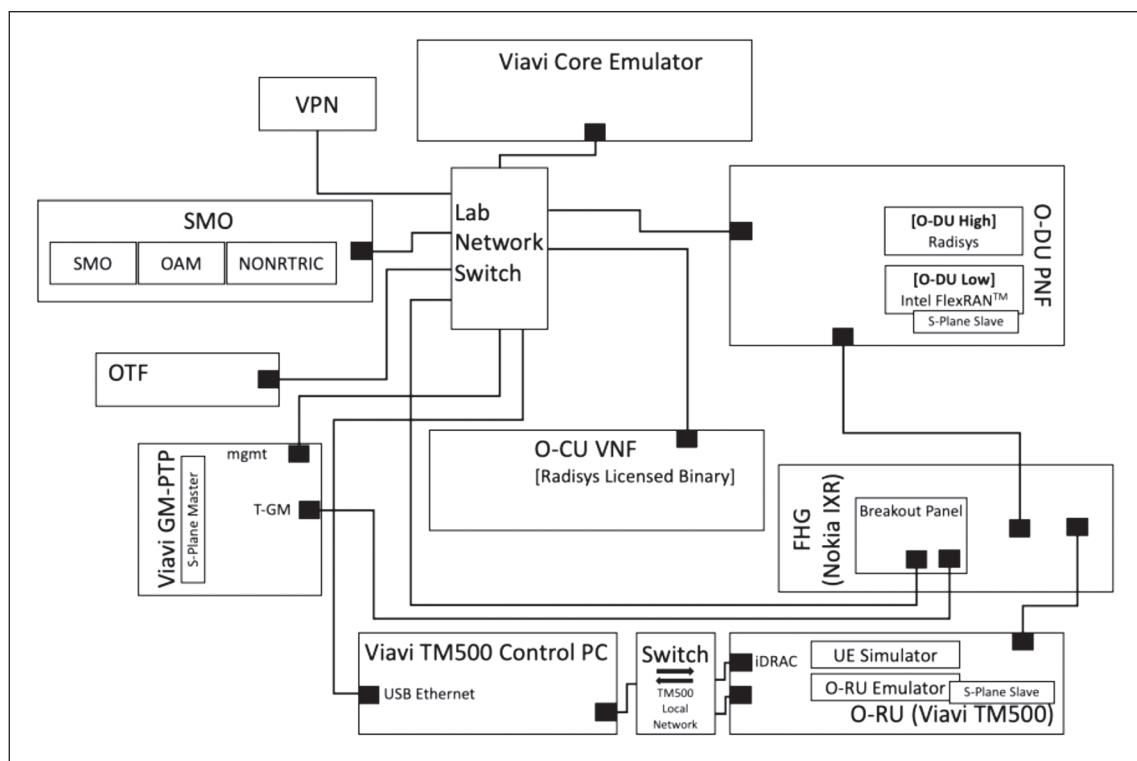 Viavi Core Emulator
VPN
Lab
Network
Switch
SMO
SMO
OAM
NONRTRIC
[O-DU High]
Radisys
[O-DU Low]
Intel FlexRAN™
S-Plane Slave
O-DU PNF
OTF
O-CU VNF
[Radisys Licensed Binary]
mgmt
T-GM
Viavi GM-PTP
S-Plane Master
FHG
(Nokia IXR)
Breakout Panel
Viavi TM500 Control PC
USB Ethernet
Switch
TM500
Local
Network
iDRAC
UE Simulator
O-RU Emulator
S-Plane Slave
O-RU (Viavi TM500)